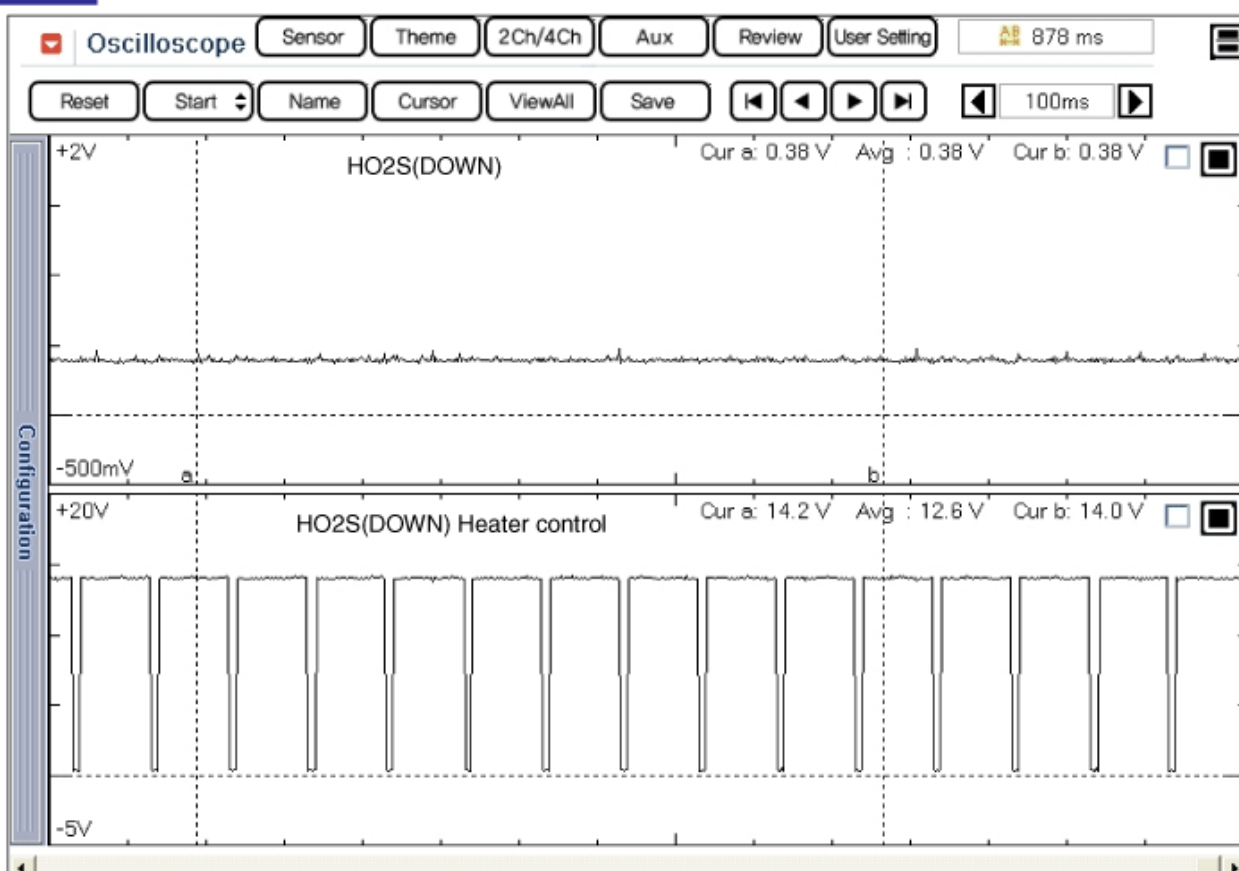 Oscilloscope Sensor Theme 2Ch/4Ch Aux Review User Setting AB 878 ms
Reset Start Name Cursor ViewAll Save 100ms
+2V HO2S(DOWN) Cur a: 0.38 V Avg : 0.38 V Cur b: 0.38 V
Configuration
-500mV a b
+20V HO2S(DOWN) Heater control Cur a: 14.2 V Avg : 12.6 V Cur b: 14.0 V
-5V